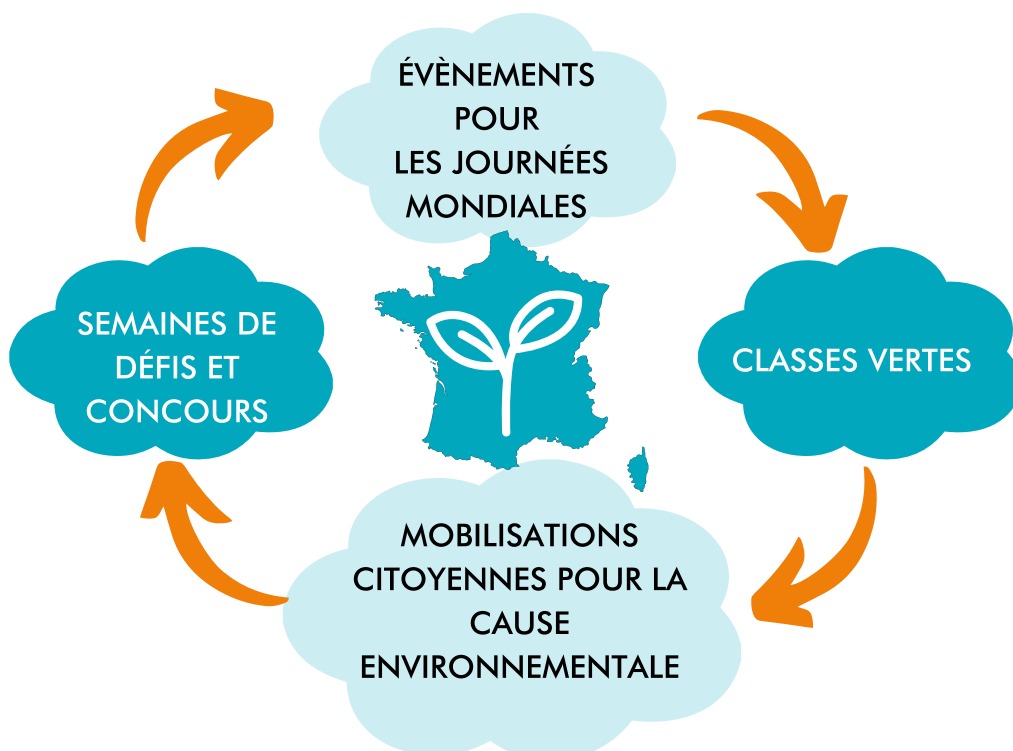 ÉVÈNEMENTS
POUR
LES JOURNÉES
MONDIALES
SEMAINES DE
DÉFIS ET
CONCOURS
CLASSES VERTES
MOBILISATIONS
CITOYENNES POUR LA
CAUSE
ENVIRONNEMENTALE